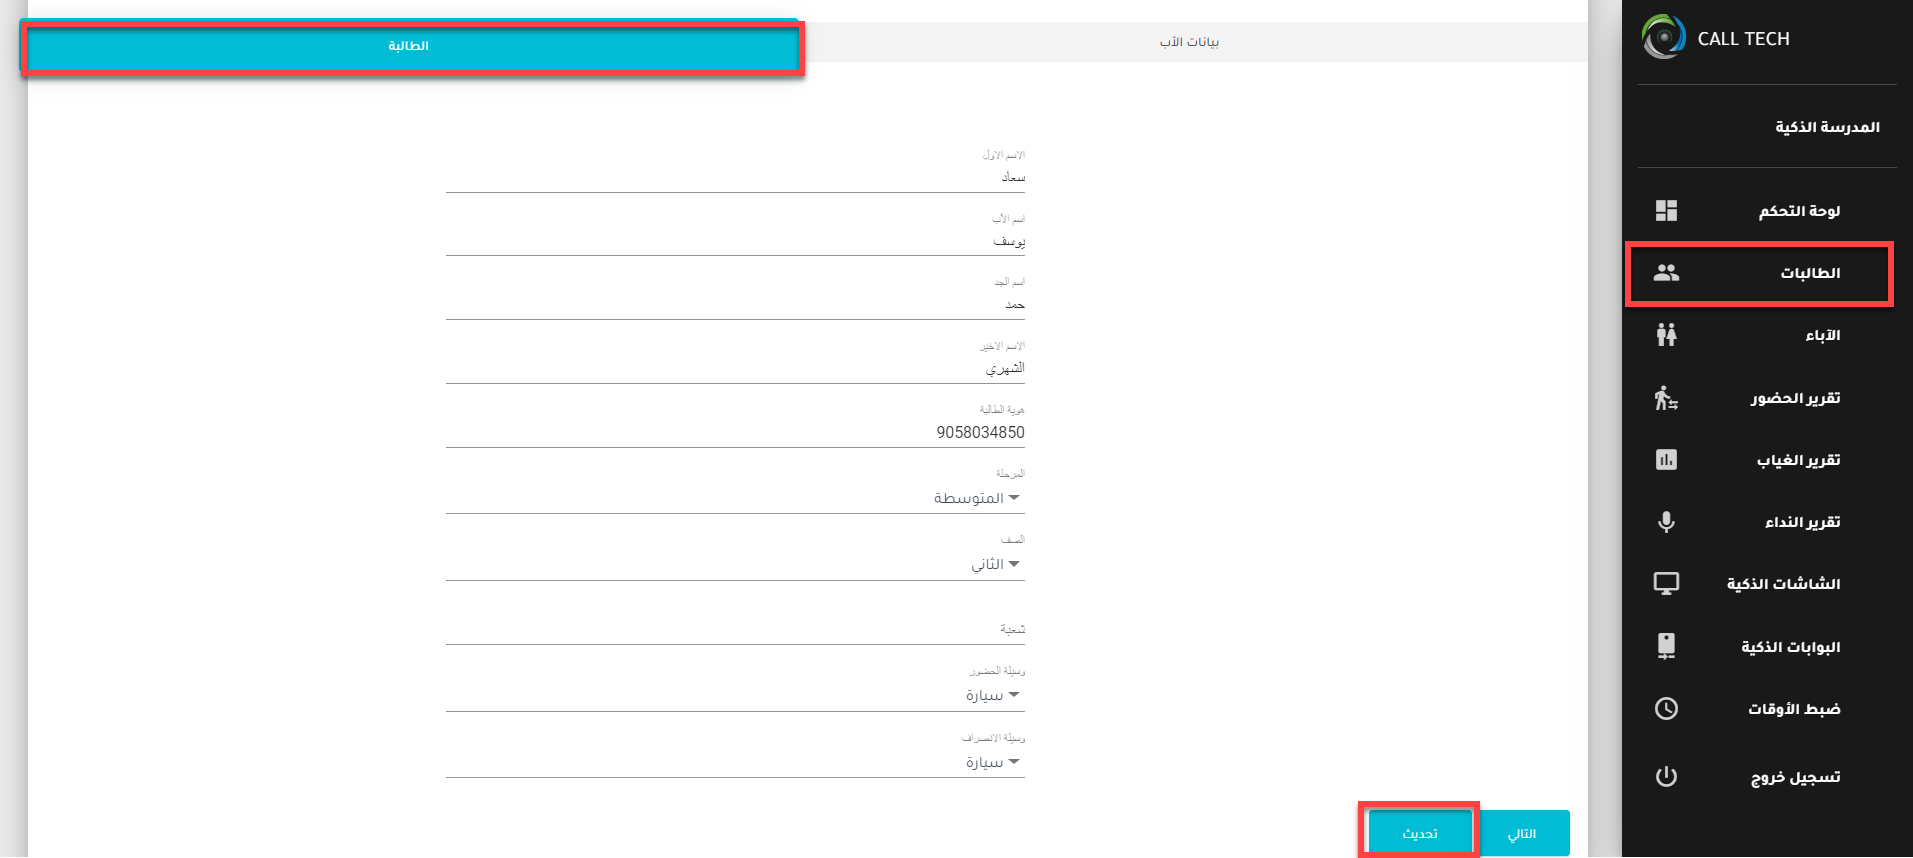 CALL TECH
المدرسة الذكية
لوحة التحكم
الطالبات
الآباء
تقرير الحضور
تقرير الغياب
تقرير النداء
الشاشات الذكية
البوابات الذكية
ضبط الأوقات
تسجيل خروج
بيانات الأب
الطالبة
الاسم الاول
سعاد
اسم الأب
يوسف
اسم الجد
حمد
الاسم الاخير
الشهري
هوية الطالبة
9058034850
المرحلة
المتوسطة
الصف
الثاني
شعبة
وسيلة الحضور
سيارة
وسيلة الانصراف
سيارة
التالي
تحديث